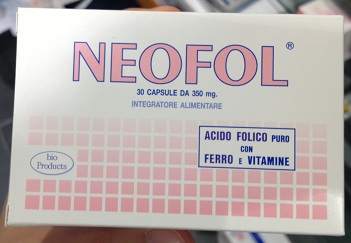 NEOFOL®
30 CAPSULE DA 350 mg.
INTEGRATORE ALIMENTARE
ACIDO FOLICO PURO
CON
FERRO E VITAMINE
bio
Products